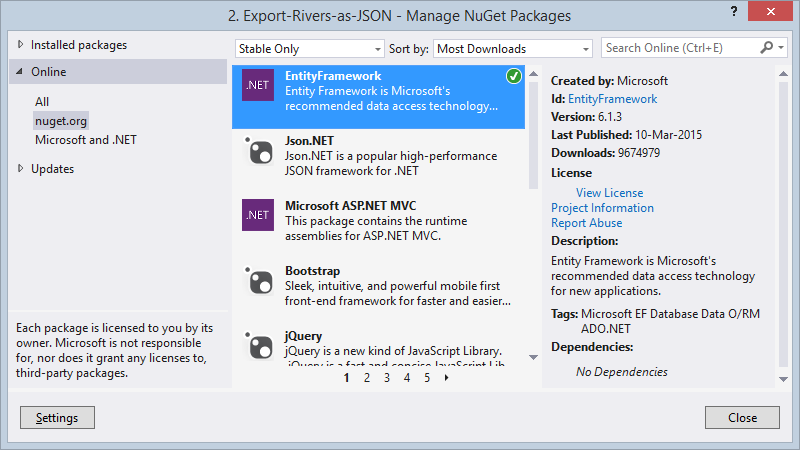 2. Export-Rivers-as-JSON - Manage NuGet Packages
Installed packages
Online
All
nuget.org
Microsoft and .NET
Updates
Each package is licensed to you by its
owner. Microsoft is not responsible
for, nor does it grant any licenses to,
third-party packages.
Stable Only
Sort by: Most Downloads
Search Online (Ctrl+E)
.NET
EntityFramework
Entity Framework is Microsoft's
recommended data access technology...
Json.NET
Json.NET is a popular high-performance
JSON framework for .NET
.NET
Microsoft ASP.NET MVC
This package contains the runtime
assemblies for ASP.NET MVC.
Bootstrap
Sleek, intuitive, and powerful mobile first
front-end framework for faster and easier...
jQuery
jQuery is a new kind of JavaScript Library.
jQuery is a fast and concise JavaScript Lib
1 2 3 4 5
Created by: Microsoft
Id: EntityFramework
Version: 6.1.3
Last Published: 10-Mar-2015
Downloads: 9674979
License
View License
Project Information
Report Abuse
Description:
Entity Framework is Microsoft's
recommended data access technology
for new applications.
Tags: Microsoft EF Database Data O/RM
ADO.NET
Dependencies:
No Dependencies
Settings
Close